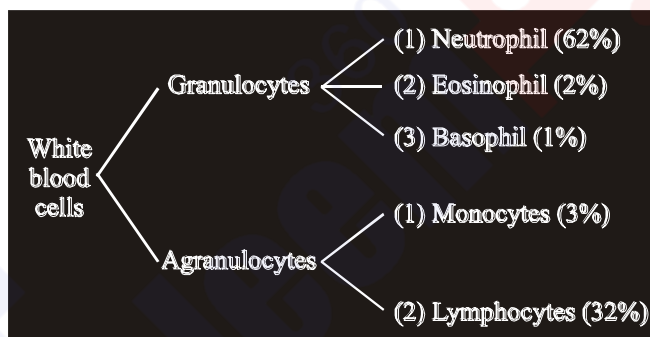 (1) Neutrophil (62%)
Granulocytes
(2) Eosinophil (2%)
(3) Basophil (1%)
White
blood
cells
(1) Monocytes (3%)
Agranulocytes
(2) Lymphocytes (32%)